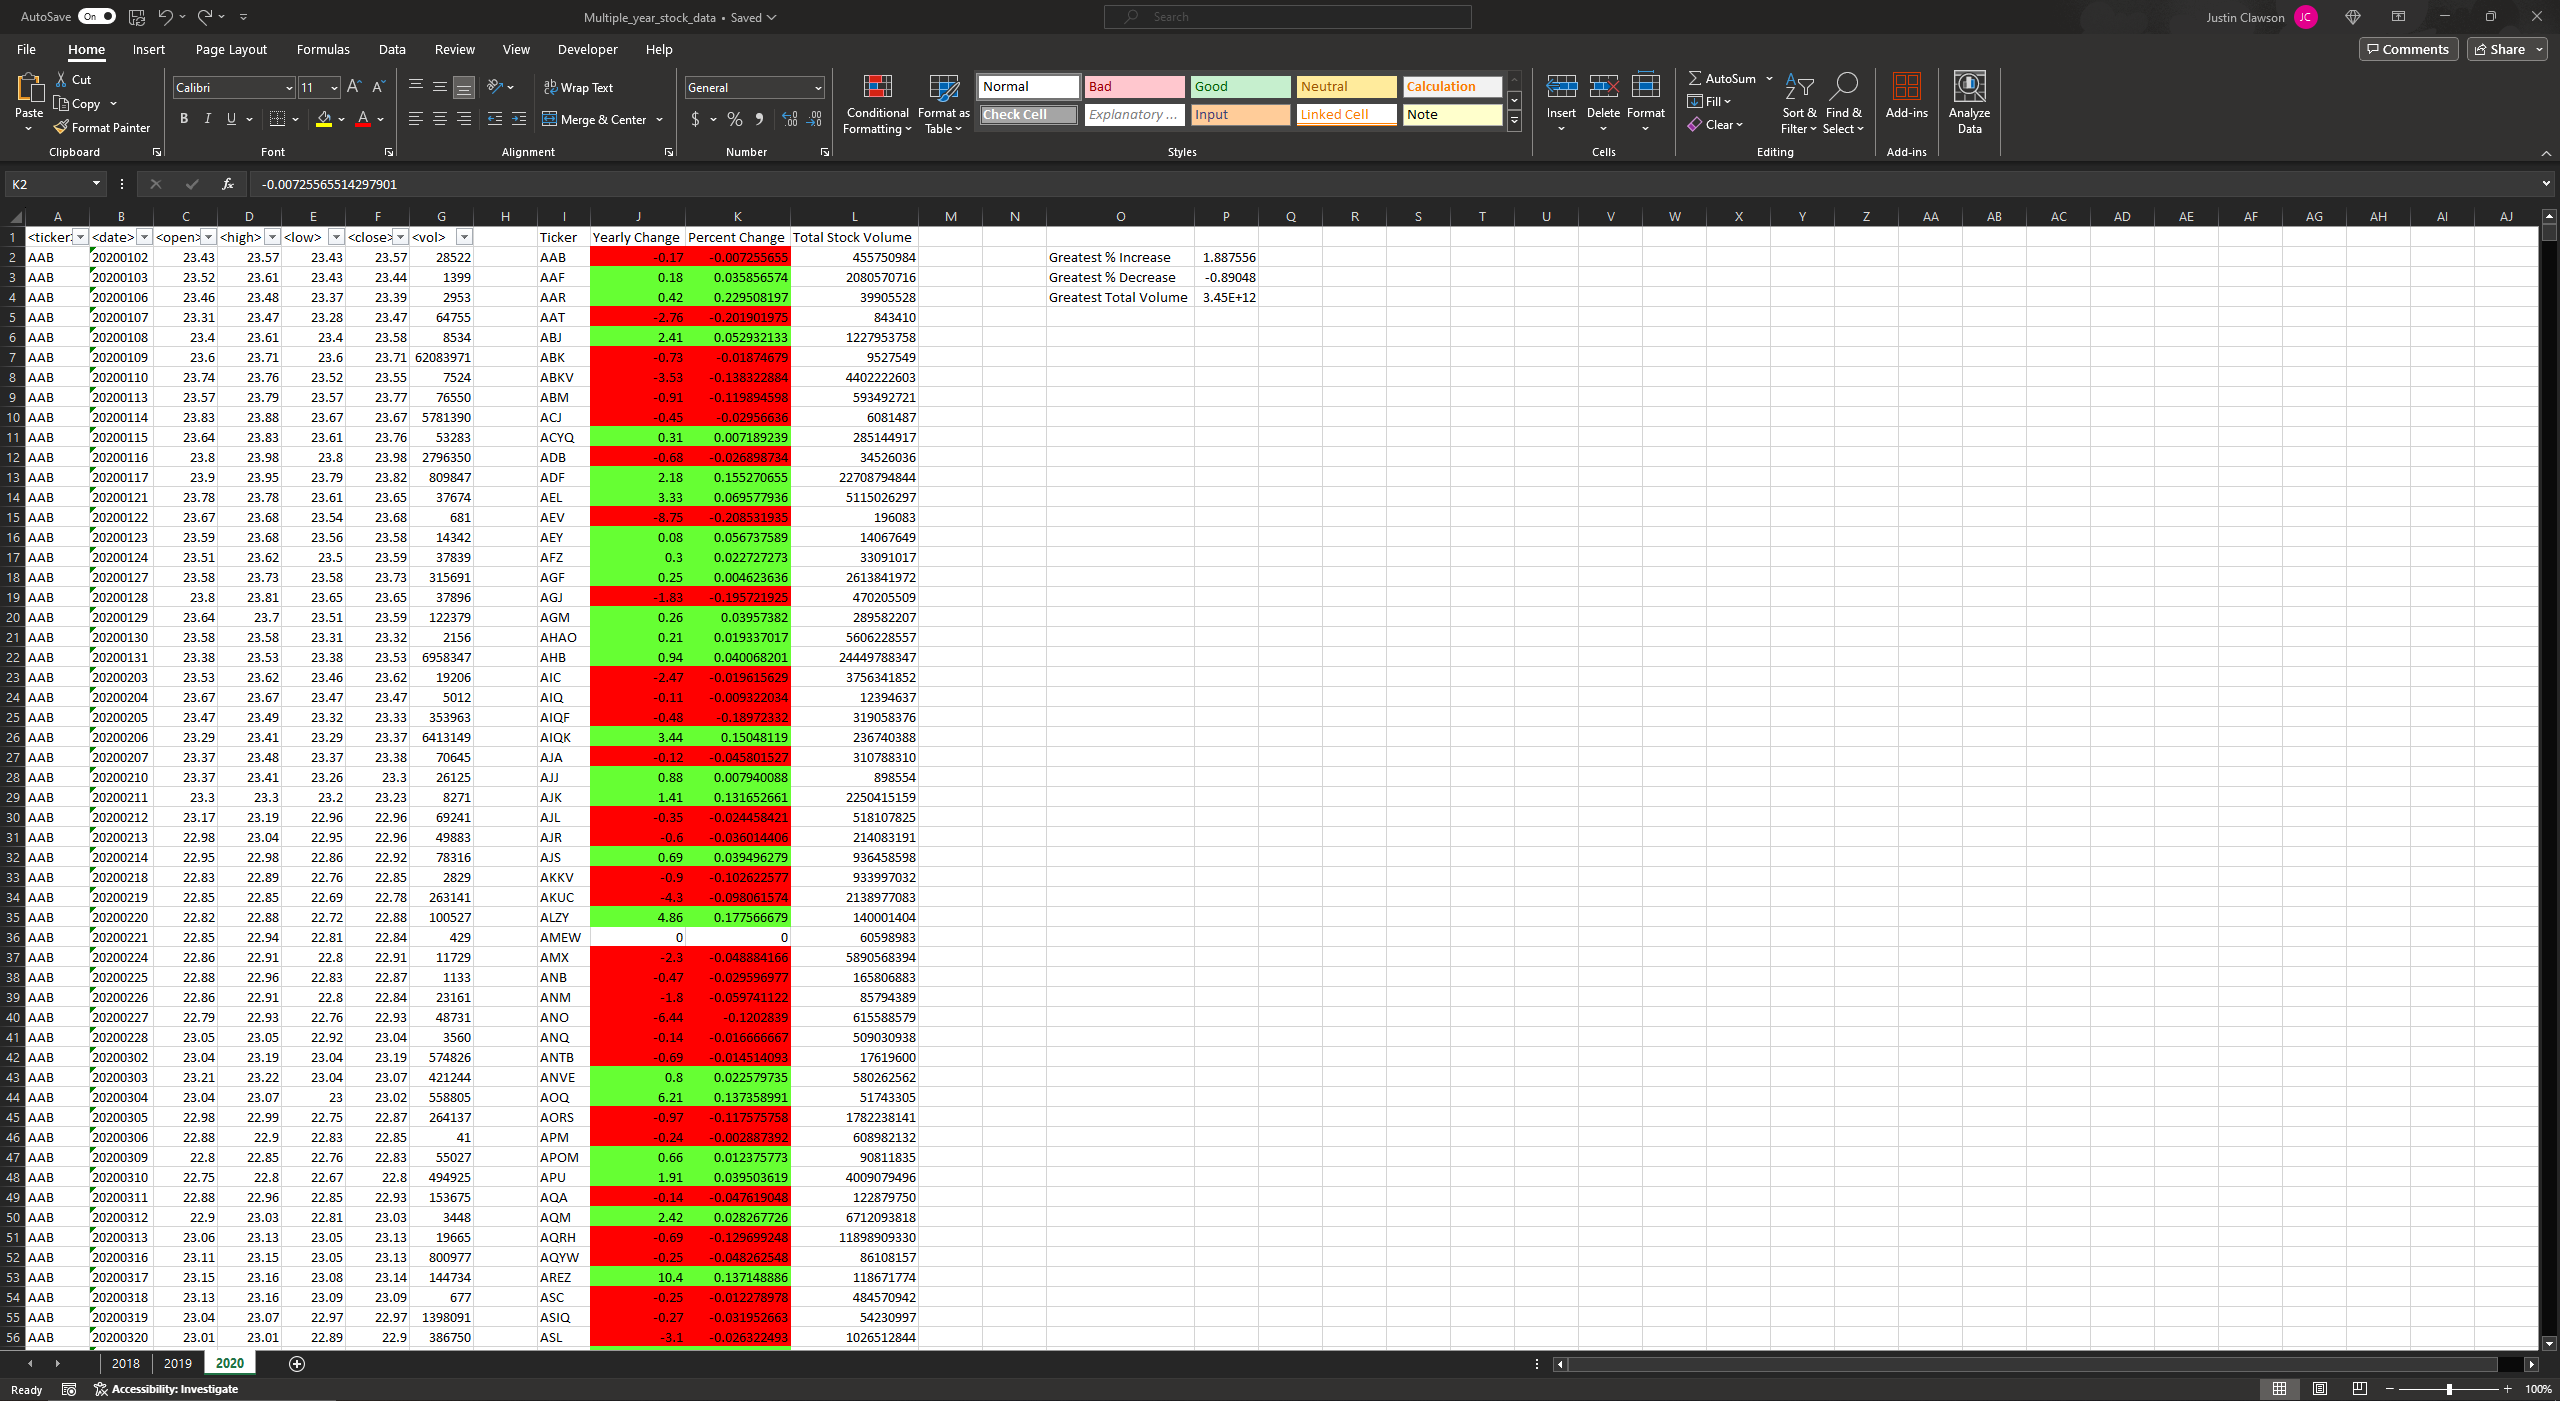 AutoSave On Multiple_year_stock_data • Saved Search Justin Clawson JC
File Home Insert Page Layout Formulas Data Review View Developer Help Comments Share
Paste Cut Copy Format Painter Clipboard
Calibri 11 A A B I U A Font
Wrap Text Merge & Center Alignment
General $ % Number
Conditional Formatting Format as Table
Normal Bad Good Neutral Calculation
Check Cell Explanatory ... Input Linked Cell Note
Styles
Insert Delete Format Cells
AutoSum Fill Clear Sort & Filter Find & Select Editing
Add-ins Add-ins
Analyze Data
K2 fx -0.00725565514297901
A B C D E F G H I J K L M N O P Q R S T U V W X Y Z AA AB AC AD AE AF AG AH AI AJ
1 <ticker> <date> <open> <high> <low> <close> <vol> Ticker Yearly Change Percent Change Total Stock Volume
2 AAB 20200102 23.43 23.57 23.43 23.57 28522 AAB -0.17 -0.007255655 455750984 Greatest % Increase 1.887556
3 AAB 20200103 23.52 23.61 23.43 23.44 1399 AAF 0.18 0.035856574 2080570716 Greatest % Decrease -0.89048
4 AAB 20200106 23.46 23.48 23.37 23.39 2953 AAR 0.42 0.229508197 39905528 Greatest Total Volume 3.45E+12
5 AAB 20200107 23.31 23.47 23.28 23.47 64755 AAT -2.76 -0.201901975 843410
6 AAB 20200108 23.4 23.61 23.4 23.58 8534 ABJ 2.41 0.052932133 1227953758
7 AAB 20200109 23.6 23.71 23.6 23.71 62083971 ABK -0.73 -0.01874679 9527549
8 AAB 20200110 23.74 23.76 23.52 23.55 7524 ABKV -3.53 -0.138322884 4402222603
9 AAB 20200113 23.57 23.79 23.57 23.77 76550 ABM -0.91 -0.119894598 593492721
10 AAB 20200114 23.83 23.88 23.67 23.67 5781390 ACJ -0.45 -0.02956636 6081487
11 AAB 20200115 23.64 23.83 23.61 23.76 53283 ACYQ 0.31 0.007189239 285144917
12 AAB 20200116 23.8 23.98 23.8 23.98 2796350 ADB -0.68 -0.026898734 34526036
13 AAB 20200117 23.9 23.95 23.79 23.82 809847 ADF 2.18 0.155270655 22708794844
14 AAB 20200121 23.78 23.78 23.61 23.65 37674 AEL 3.33 0.069577936 5115026297
15 AAB 20200122 23.67 23.68 23.54 23.68 681 AEV -8.75 -0.208531935 196083
16 AAB 20200123 23.59 23.68 23.56 23.58 14342 AEY 0.08 0.056737589 14067649
17 AAB 20200124 23.51 23.62 23.5 23.59 37839 AFZ 0.3 0.022727273 33091017
18 AAB 20200127 23.58 23.73 23.58 23.73 315691 AGF 0.25 0.004623636 2613841972
19 AAB 20200128 23.8 23.81 23.65 23.65 37896 AGJ -1.83 -0.195721925 470205509
20 AAB 20200129 23.64 23.7 23.51 23.59 122379 AGM 0.26 0.03957382 289582207
21 AAB 20200130 23.58 23.58 23.31 23.32 2156 AHAO 0.21 0.019337017 5606228557
22 AAB 20200131 23.38 23.53 23.38 23.53 6958347 AHB 0.94 0.040068201 24449788347
23 AAB 20200203 23.53 23.62 23.46 23.62 19206 AIC -2.47 -0.019615629 3756341852
24 AAB 20200204 23.67 23.67 23.47 23.47 5012 AIQ -0.11 -0.009322034 12394637
25 AAB 20200205 23.47 23.49 23.32 23.33 353963 AIQF -0.48 -0.18972332 319058376
26 AAB 20200206 23.29 23.41 23.29 23.37 6413149 AIQK 3.44 0.15048119 236740388
27 AAB 20200207 23.37 23.48 23.37 23.38 70645 AJA -0.12 -0.045801527 310788310
28 AAB 20200210 23.37 23.41 23.26 23.3 26125 AJJ 0.88 0.007940088 898554
29 AAB 20200211 23.3 23.3 23.2 23.23 8271 AJK 1.41 0.131652661 2250415159
30 AAB 20200212 23.17 23.19 22.96 22.96 69241 AJL -0.35 -0.024458421 518107825
31 AAB 20200213 22.98 23.04 22.95 22.96 49883 AJR -0.6 -0.036014406 214083191
32 AAB 20200214 22.95 22.98 22.86 22.92 78316 AJS 0.69 0.039496279 936458598
33 AAB 20200218 22.83 22.89 22.76 22.85 2829 AKKV -0.9 -0.102622577 933997032
34 AAB 20200219 22.85 22.85 22.69 22.78 263141 AKUC -4.3 -0.098061574 2138977083
35 AAB 20200220 22.82 22.88 22.72 22.88 100527 ALZY 4.86 0.177566679 140001404
36 AAB 20200221 22.85 22.94 22.81 22.84 429 AMEW 0 0 60598983
37 AAB 20200224 22.86 22.91 22.8 22.91 11729 AMX -2.3 -0.048884166 5890568394
38 AAB 20200225 22.88 22.96 22.83 22.87 1133 ANB -0.47 -0.029596977 165806883
39 AAB 20200226 22.86 22.91 22.8 22.84 23161 ANM -1.8 -0.059741122 85794389
40 AAB 20200227 22.79 22.93 22.76 22.93 48731 ANO -6.44 -0.1202839 615588579
41 AAB 20200228 23.05 23.05 22.92 23.04 3560 ANQ -0.14 -0.016666667 509030938
42 AAB 20200302 23.04 23.19 23.04 23.19 574826 ANTB -0.69 -0.014514093 17619600
43 AAB 20200303 23.21 23.22 23.04 23.07 421244 ANVE 0.8 0.022579735 580262562
44 AAB 20200304 23.04 23.07 23 23.02 558805 AOQ 6.21 0.137358991 51743305
45 AAB 20200305 22.98 22.99 22.75 22.87 264137 AORS -0.97 -0.117575758 1782238141
46 AAB 20200306 22.88 22.9 22.83 22.85 41 APM -0.24 -0.002887392 608982132
47 AAB 20200309 22.8 22.85 22.76 22.83 55027 APOM 0.66 0.012375773 90811835
48 AAB 20200310 22.75 22.8 22.67 22.8 494925 APU 1.91 0.039503619 4009079496
49 AAB 20200311 22.88 22.96 22.85 22.93 153675 AQA -0.14 -0.047619048 122879750
50 AAB 20200312 22.9 23.03 22.81 23.03 3448 AQM 2.42 0.028267726 6712093818
51 AAB 20200313 23.06 23.13 23.05 23.13 19665 AQRH -0.69 -0.129699248 11898909330
52 AAB 20200316 23.11 23.15 23.05 23.13 800977 AQYW -0.25 -0.048262548 86108157
53 AAB 20200317 23.15 23.16 23.08 23.14 144734 AREZ 10.4 0.137148886 118671774
54 AAB 20200318 23.13 23.16 23.09 23.09 677 ASC -0.25 -0.012278978 484570942
55 AAB 20200319 23.04 23.07 22.97 22.97 1398091 ASIQ -0.27 -0.031952663 54230997
56 AAB 20200320 23.01 23.01 22.89 22.9 386750 ASL -3.1 -0.026322493 1026512844
2018 2019 2020
Ready Accessibility: Investigate 100%